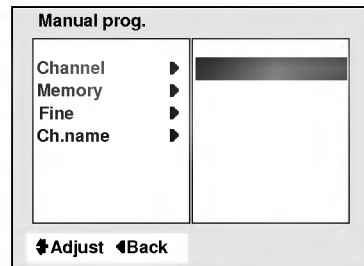 Manual prog.
Channel
Memory
Fine
Ch.name
Adjust Back